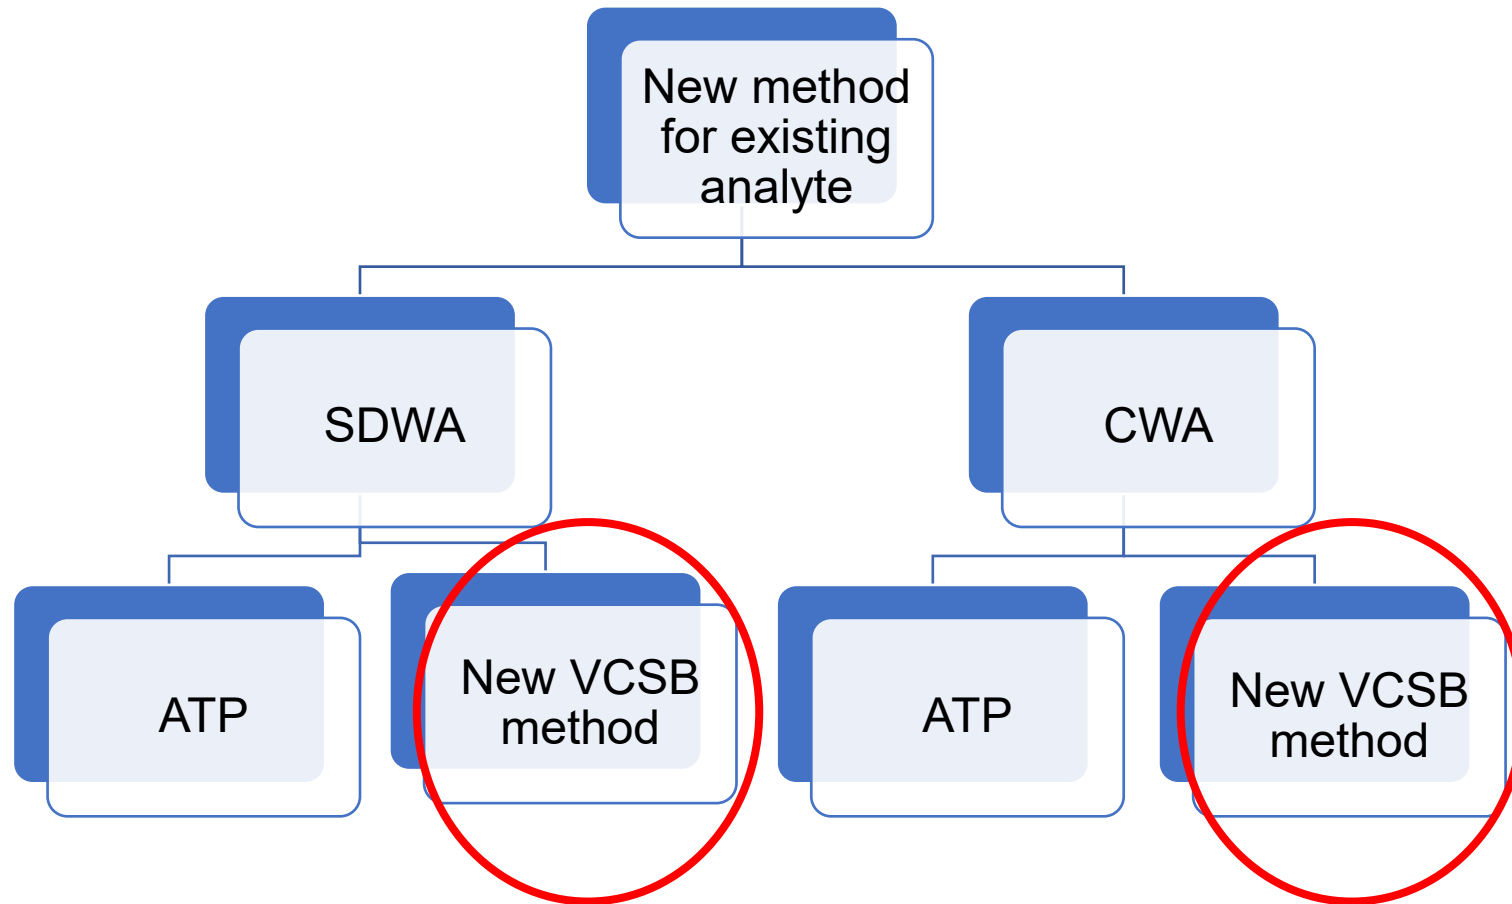 New method
for existing
analyte
SDWA
CWA
ATP
New VCSB
method
ATP
New VCSB
method